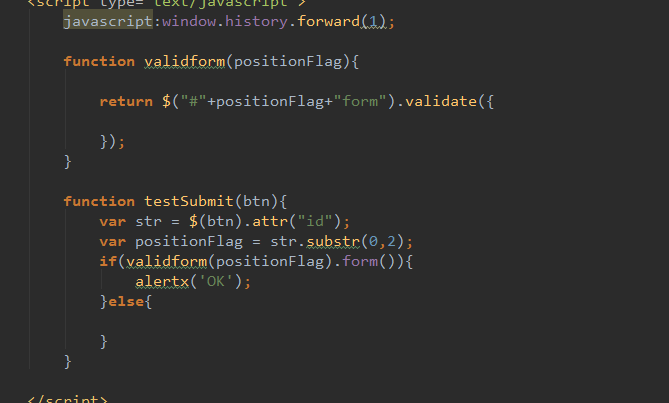 <script type="text/javascript">
javascript:window.history.forward(1);
function validform(positionFlag){
return $("#"+positionFlag+"form").validate({
});
}
function testSubmit(btn){
var str = $(btn).attr("id");
var positionFlag = str.substr(0,2);
if(validform(positionFlag).form()){
alertx('OK');
}else{
}
}
</script>